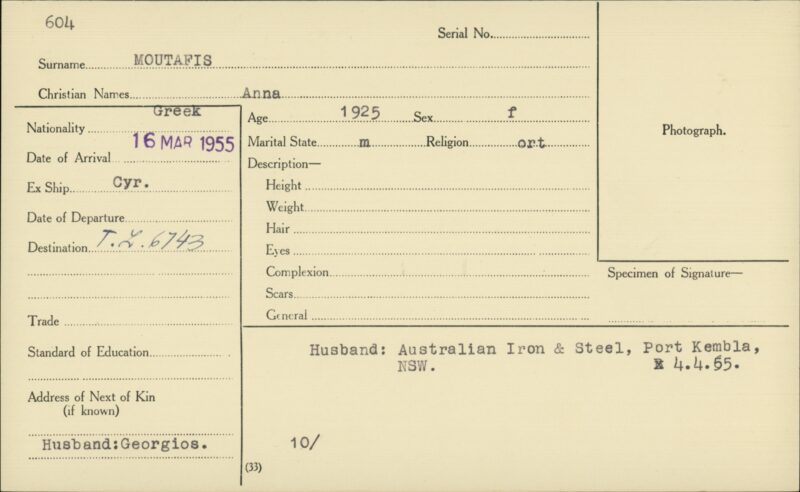 604
Serial No.
Surname MOUTAFIS
Christian Names Anna
Nationality Greek
Date of Arrival 16 MAR 1955
Ex Ship Cyr.
Date of Departure
Destination T.L. 6743
Trade
Standard of Education
Address of Next of Kin
(if known)
Husband:Georgios.
Age 1925 Sex f
Marital State m Religion ort
Description—
Height
Weight
Hair
Eyes
Complexion
Scars
General
Photograph.
Specimen of Signature—
Husband: Australian Iron & Steel, Port Kembla,
NSW. 4.4.55.
10/
(33)